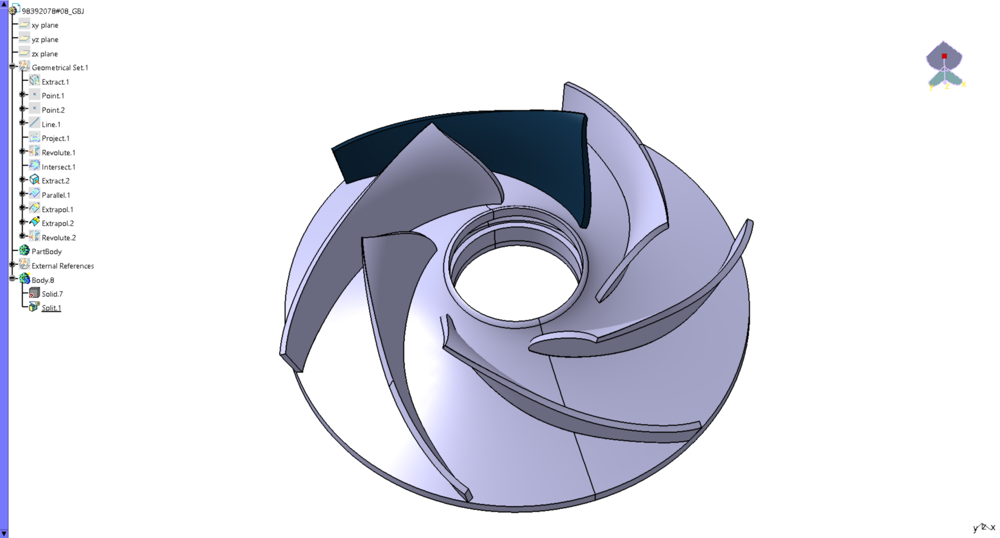 98392078#08_GBJ
xy plane
yz plane
zx plane
Geometrical Set.1
Extract.1
Point.1
Point.2
Line.1
Project.1
Revolute.1
Intersect.1
Extract.2
Parallel.1
Extrapol.1
Extrapol.2
Revolute.2
PartBody
External References
Body.8
Solid.7
Split.1
y z x
y z x